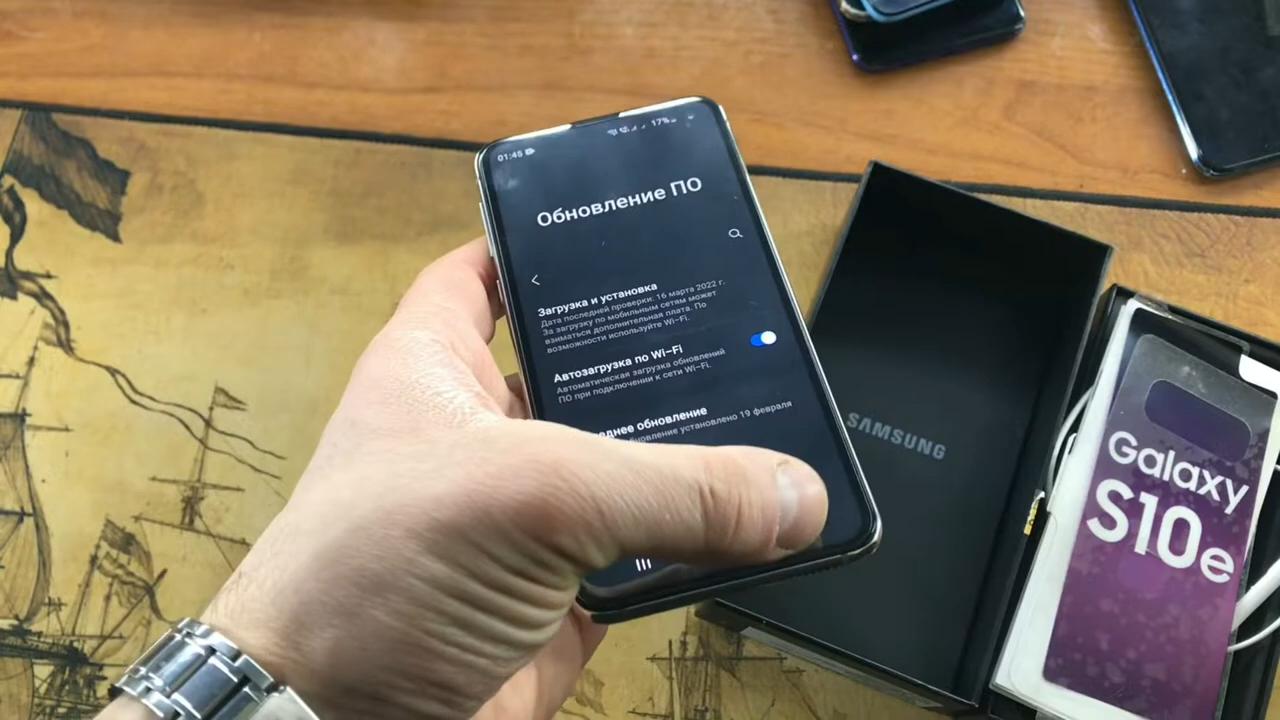 01:45
17%
Обновление ПО
Загрузка и установка
Дата последней проверки: 16 марта 2022 г.
За загрузку по мобильным сетям может
взиматься дополнительная плата. По
возможности используйте Wi-Fi.
Автозагрузка по Wi-Fi
Автоматическая загрузка обновлений
ПО при подключении к сети Wi-Fi.
обновление
установлено 19 февраля
SAMSUNG
Galaxy
S10e